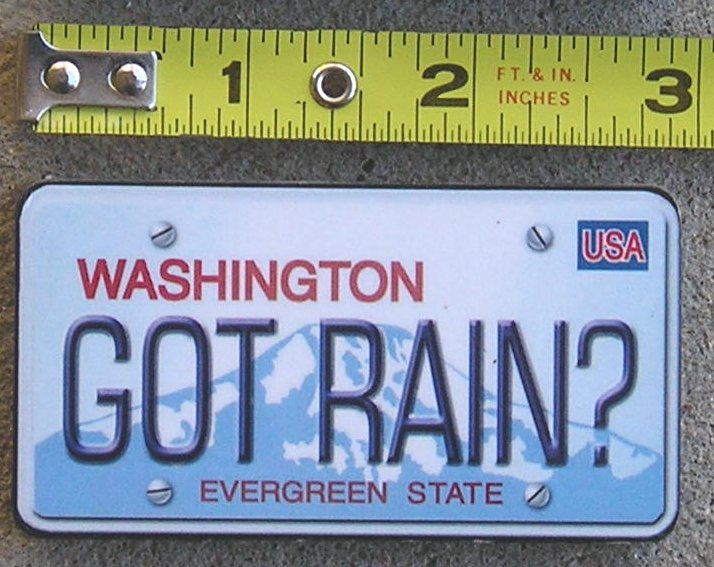 1 2 FT. & IN. 3
INCHES
USA
WASHINGTON
GOT RAIN?
EVERGREEN STATE